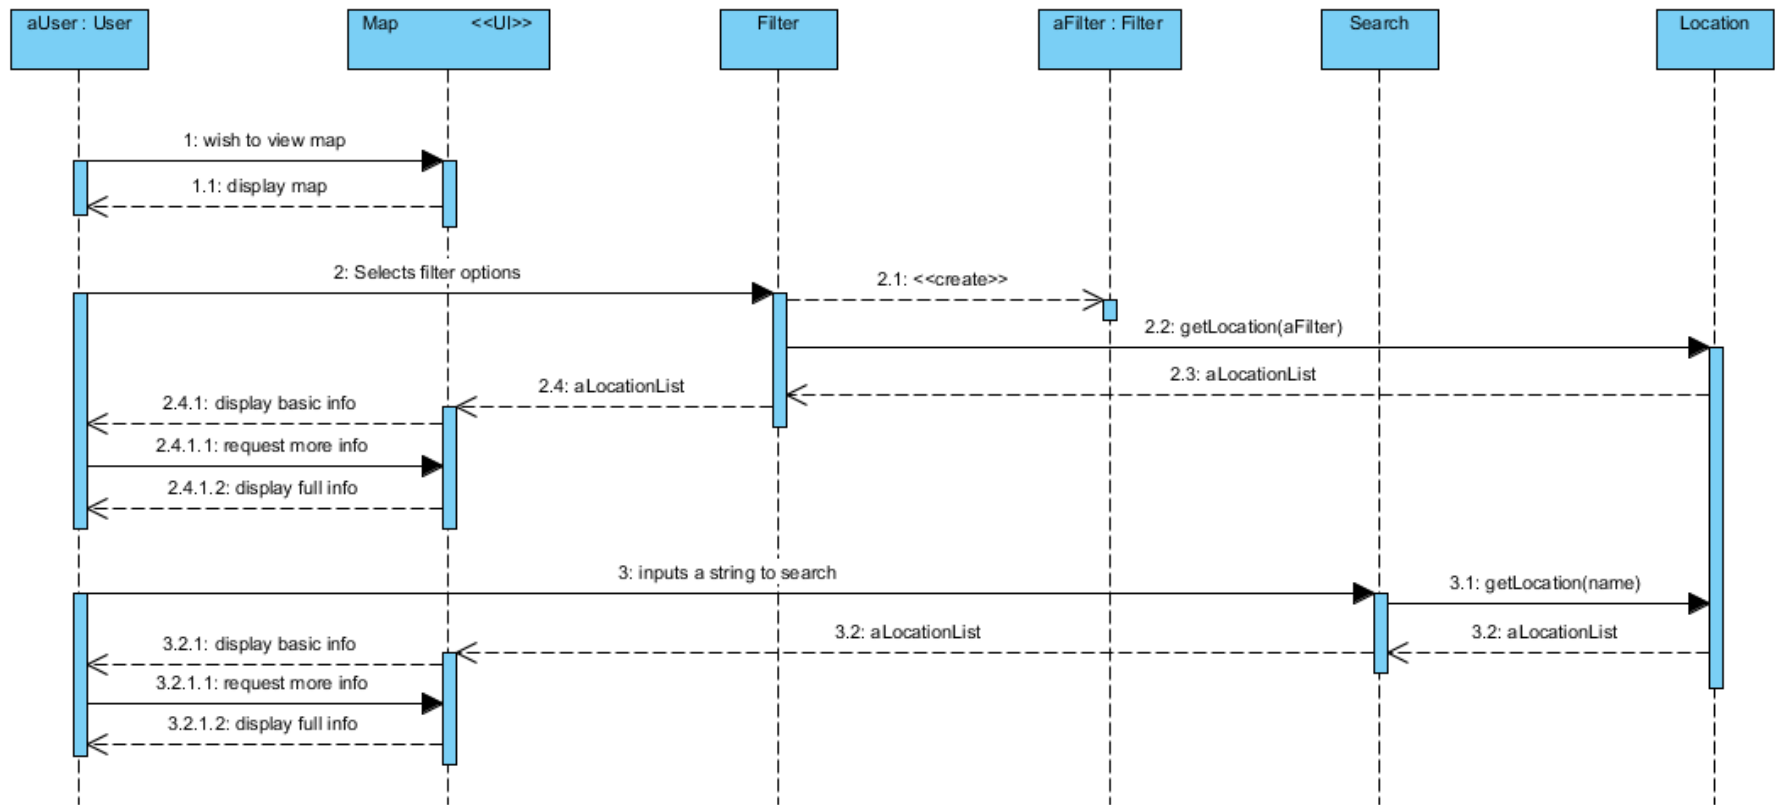 aUser : User
Map <<UI>>
Filter
aFilter : Filter
Search
Location
1: wish to view map
1.1: display map
2: Selects filter options
2.1: <<create>>
2.2: getLocation(aFilter)
2.3: aLocationList
2.4: aLocationList
2.4.1: display basic info
2.4.1.1: request more info
2.4.1.2: display full info
3: inputs a string to search
3.1: getLocation(name)
3.2: aLocationList
3.2: aLocationList
3.2.1: display basic info
3.2.1.1: request more info
3.2.1.2: display full info